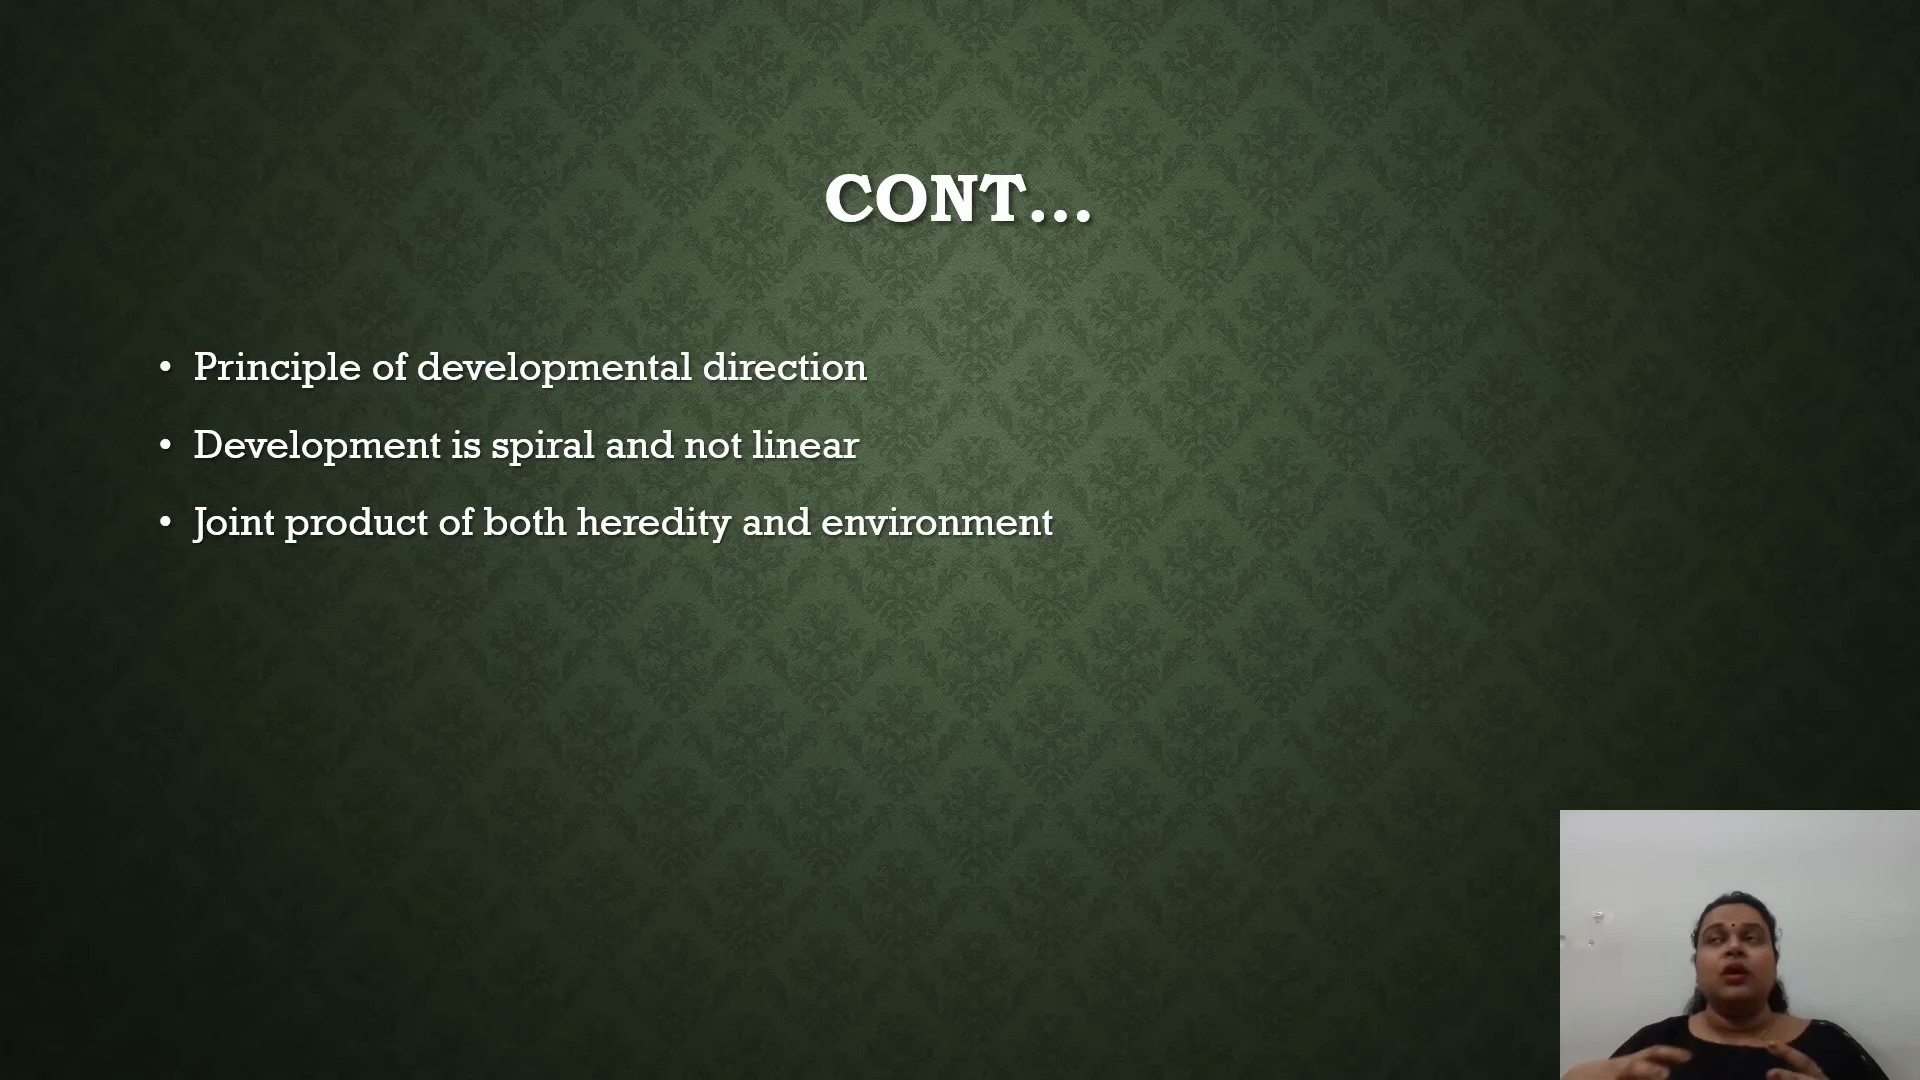 CONT...
• Principle of developmental direction
• Development is spiral and not linear
• Joint product of both heredity and environment